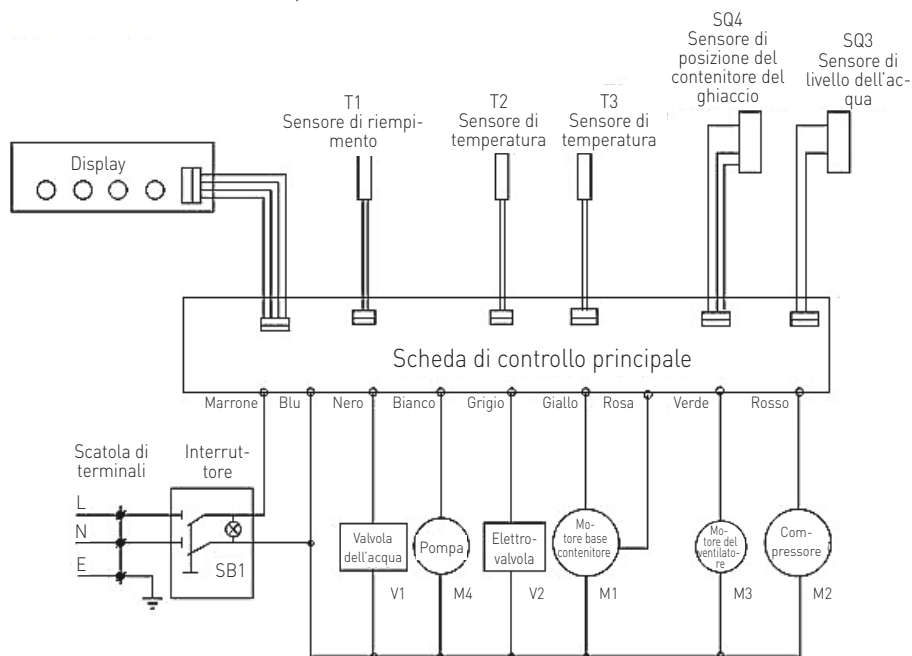 SQ4
Sensore di
posizione del
contenitore del
ghiaccio
SQ3
Sensore di
livello dell'ac-
qua
T1
Sensore di riempi-
mento
T2
Sensore di
temperatura
T3
Sensore di
temperatura
Display
Scheda di controllo principale
Marrone
Blu
Nero
Bianco
Grigio
Giallo
Rosa
Verde
Rosso
Scatola di
terminali
Interrut-
tore
L
N
E
SB1
Valvola
dell'acqua
V1
Pompa
M4
Elettro-
valvola
V2
Mo-
tore base
contenitore
M1
Mo-
tore del
ventilato-
re
M3
Com-
pressore
M2